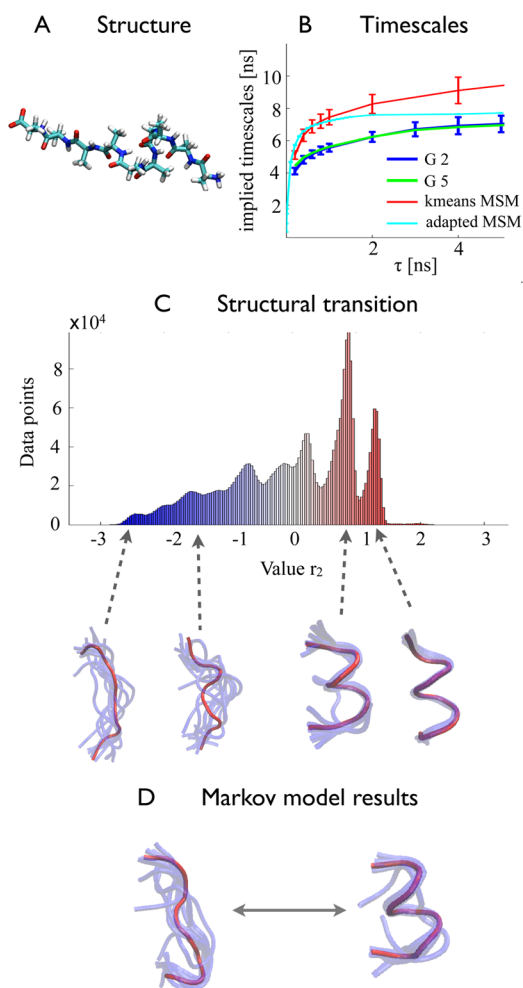 A Structure
B Timescales
implied timescales [ns]
10
8
6
4
2
G 2
G 5
kmeans MSM
adapted MSM
2 4
τ [ns]
C Structural transition
x10⁴
Data points
8
6
4
2
0
-3 -2 -1 0 1 2 3
Value r₂
D Markov model results